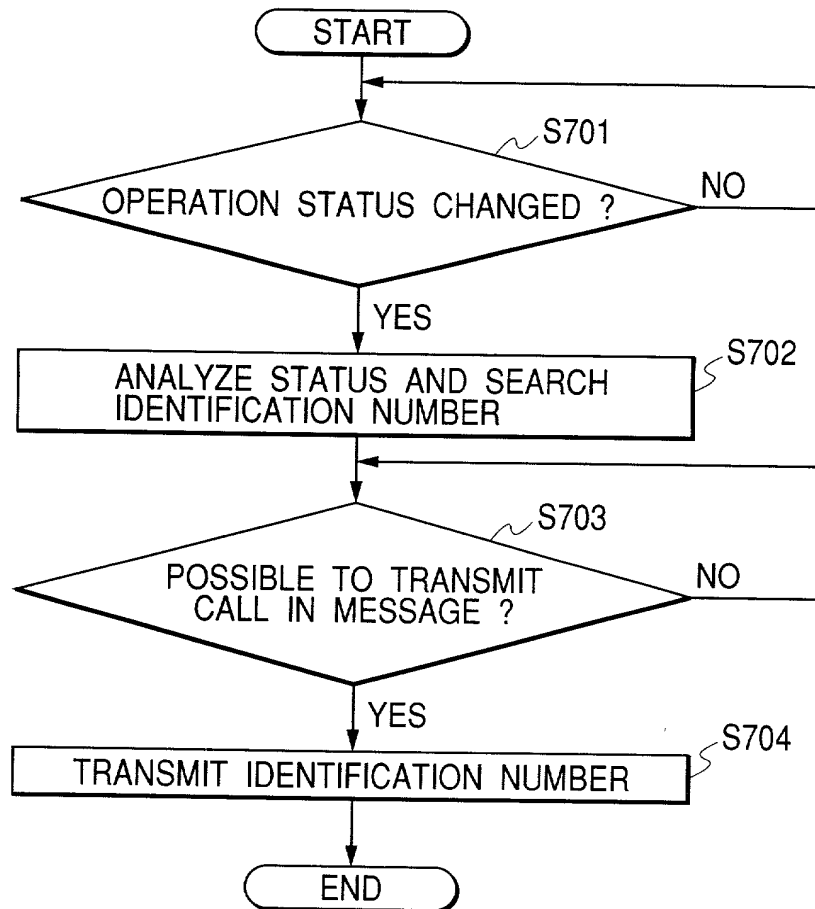 START
S701
OPERATION STATUS CHANGED ?
NO
YES
S702
ANALYZE STATUS AND SEARCH
IDENTIFICATION NUMBER
S703
POSSIBLE TO TRANSMIT
CALL IN MESSAGE ?
NO
YES
S704
TRANSMIT IDENTIFICATION NUMBER
END